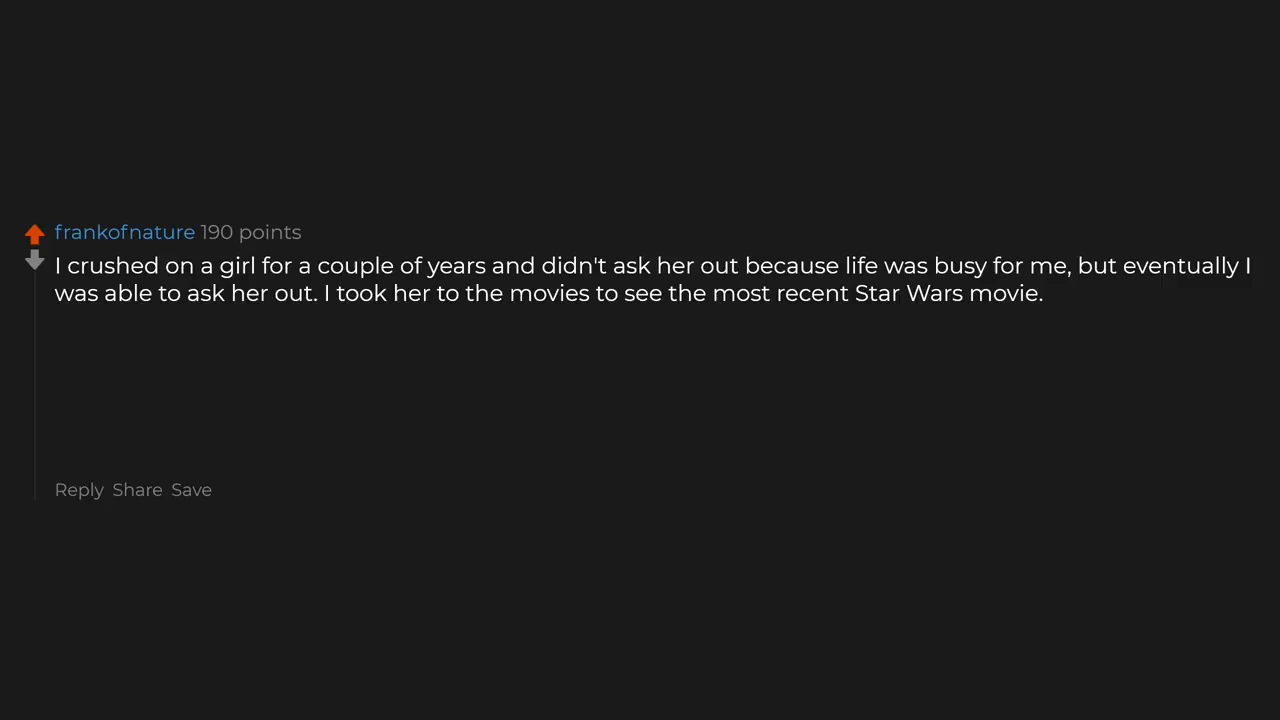 frankofnature 190 points
I crushed on a girl for a couple of years and didn't ask her out because life was busy for me, but eventually I
was able to ask her out. I took her to the movies to see the most recent Star Wars movie.
Reply Share Save